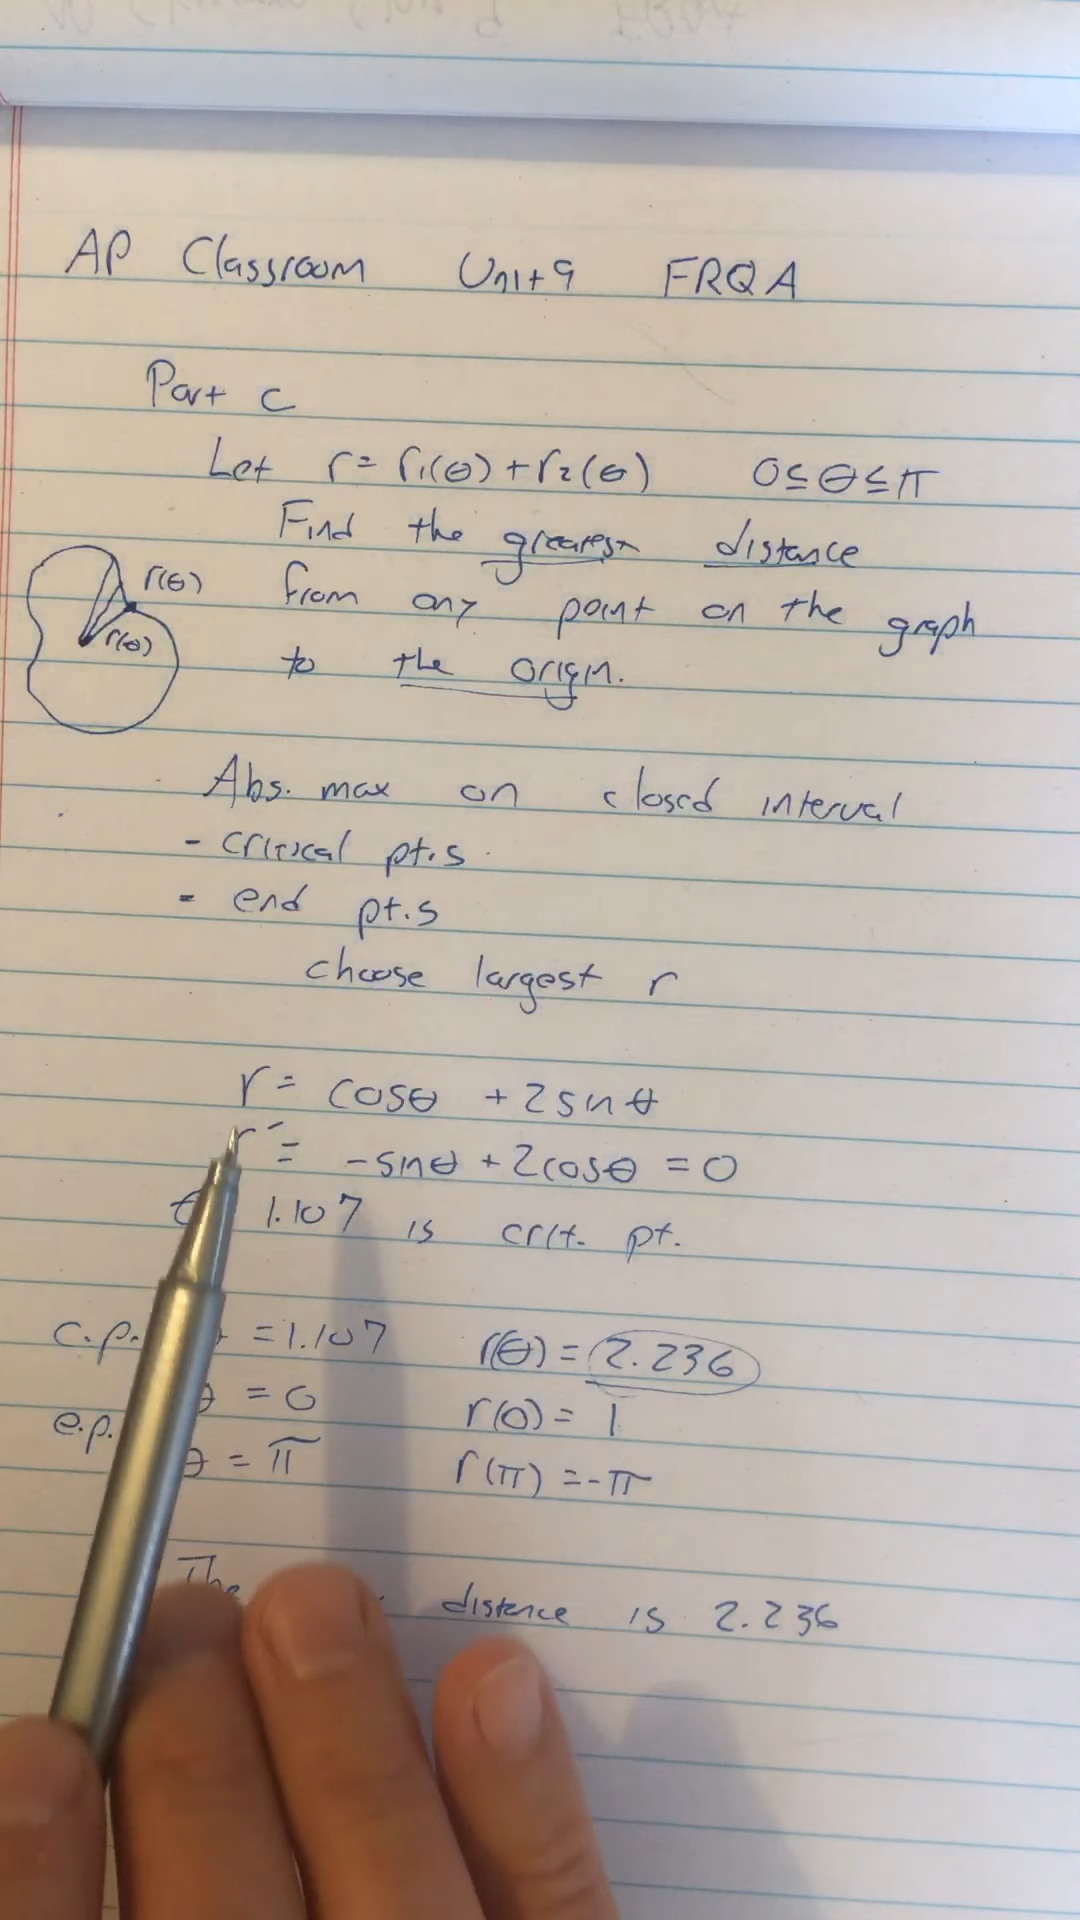 AP Classroom Unit 9 FRQ A
Part C
Let r = r₁(θ) + r₂(θ) 0 ≤ θ ≤ π
Find the greatest distance
from any point on the graph
to the origin.
r(θ)
r(θ)
Abs. max on closed interval
- critical pt.s
- end pt.s
choose largest r
r = cosθ + 2sinθ
r' = -sinθ + 2cosθ = 0
1.107 is crit. pt.
c.p. = 1.107 r(θ) = 2.236
θ = 0 r(0) = 1
e.p.
θ = π r(π) = -π
The distance is 2.236